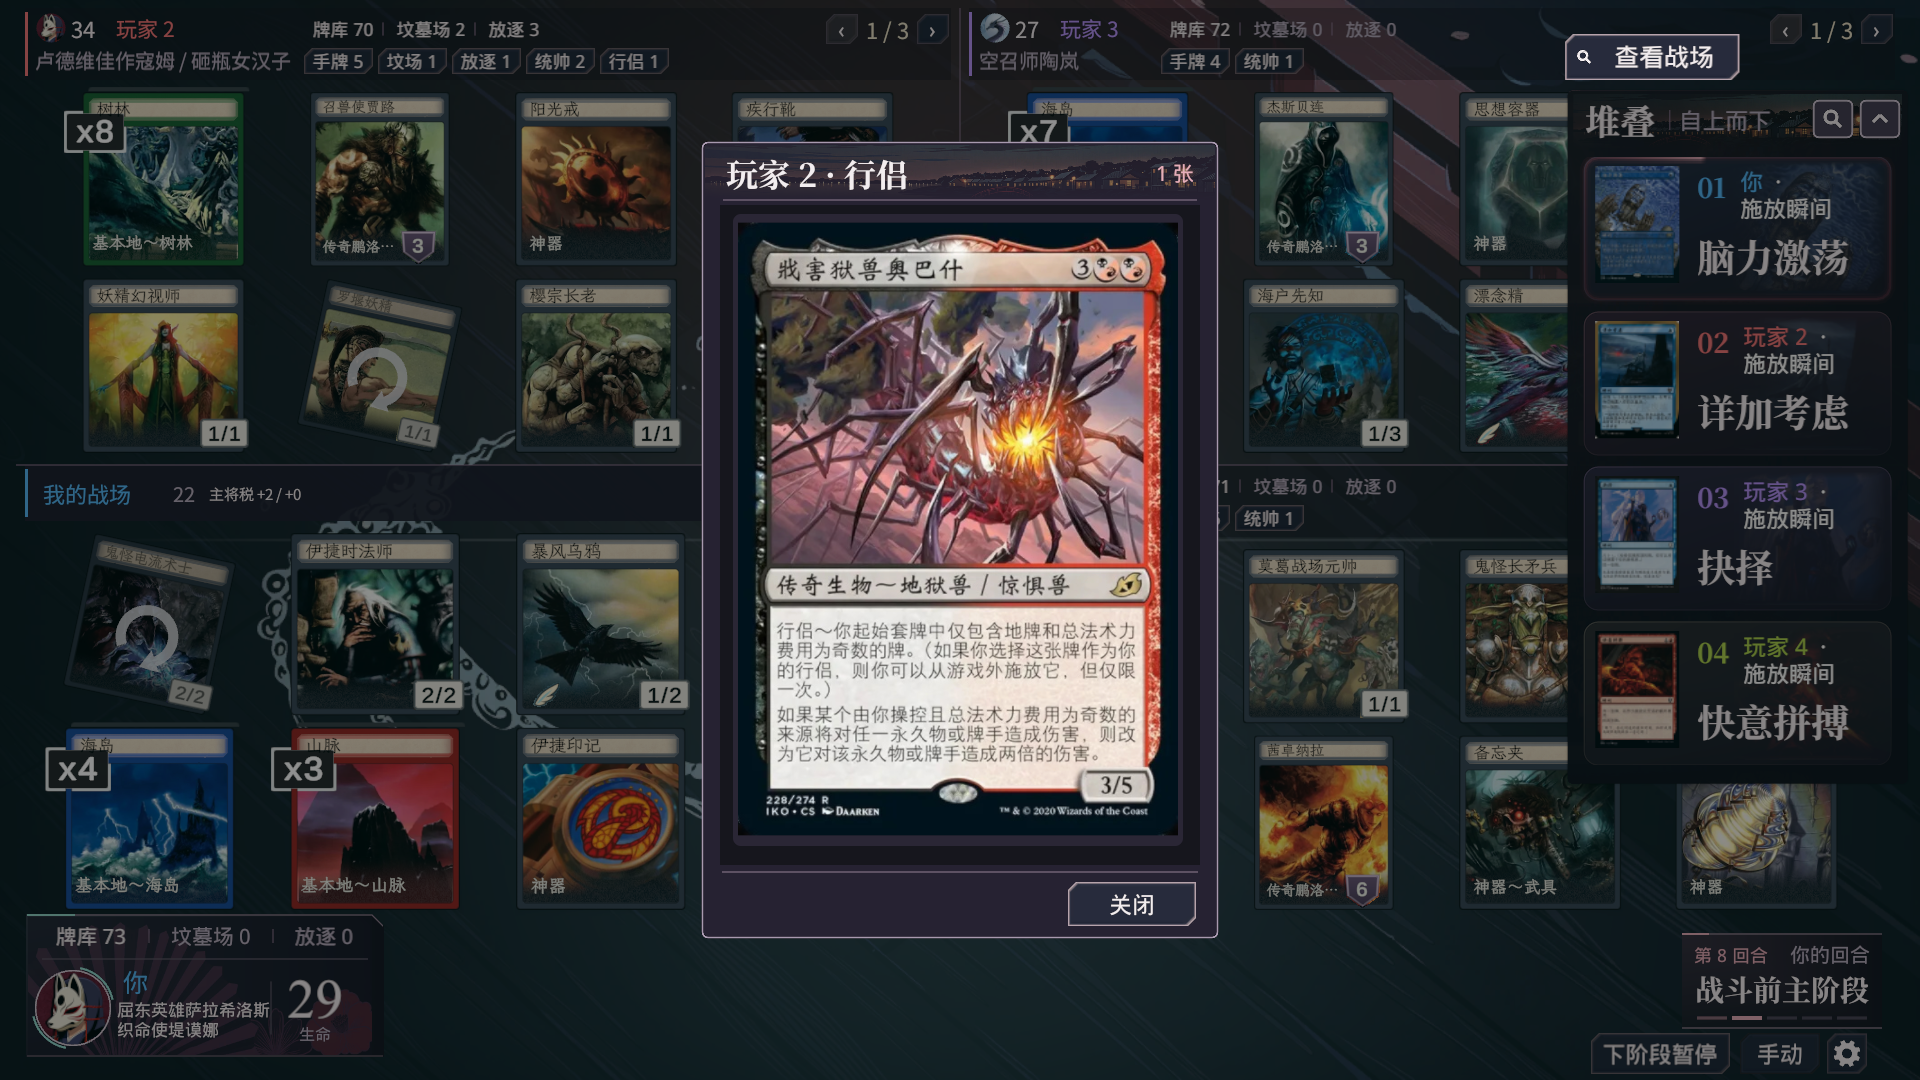 34 玩家 2
牌库 70 坟墓场 2 放逐 3
‹ 1 / 3 ›
卢德维佳作寇姆 / 砸瓶女汉子
手牌 5 坟场 1 放逐 1 统帅 2 行侣 1
27 玩家 3
牌库 72 坟墓场 0 放逐 0
‹ 1 / 3 ›
空召师陶岚
手牌 4 统帅 1
查看战场
树林
x8
基本地～树林
召兽使贾路
传奇鹏洛… 3
阳光戒
神器
疾行靴
海岛
x7
杰斯贝连
传奇鹏洛… 3
思想容器
神器
妖精幻视师
1/1
罗堰妖精
1/1
樱宗长老
1/1
海户先知
1/3
漂念精
堆叠 自上而下
01 你 ·
施放瞬间
脑力激荡
02 玩家 2 ·
施放瞬间
详加考虑
03 玩家 3 ·
施放瞬间
抉择
04 玩家 4 ·
施放瞬间
快意拼搏
玩家 2 · 行侣
1 张
戕害狱兽奥巴什 3
传奇生物～地狱兽 / 惊惧兽
行侣～你起始套牌中仅包含地牌和总法术力
费用为奇数的牌。（如果你选择这张牌作为你
的行侣，则你可以从游戏外施放它，但仅限
一次。）
如果某个由你操控且总法术力费用为奇数的
来源将对任一永久物或牌手造成伤害，则改
为它对该永久物或牌手造成两倍的伤害。
3/5
228/274 R
IKO • CS DAARKEN
™ & © 2020 Wizards of the Coast
关闭
我的战场 22 主将税 +2 / +0
71 坟墓场 0 放逐 0
统帅 1
鬼怪电流术士
2/2
伊捷时法师
2/2
暴风乌鸦
1/2
莫葛战场元帅
1/1
鬼怪长矛兵
海岛
x4
基本地～海岛
山脉
x3
基本地～山脉
伊捷印记
神器
茜卓纳拉
传奇鹏洛… 6
备忘夹
神器～武具
神器
牌库 73 坟墓场 0 放逐 0
你
屈东英雄萨拉希洛斯
织命使堤谟娜
29
生命
第 8 回合 你的回合
战斗前主阶段
下阶段暂停 手动